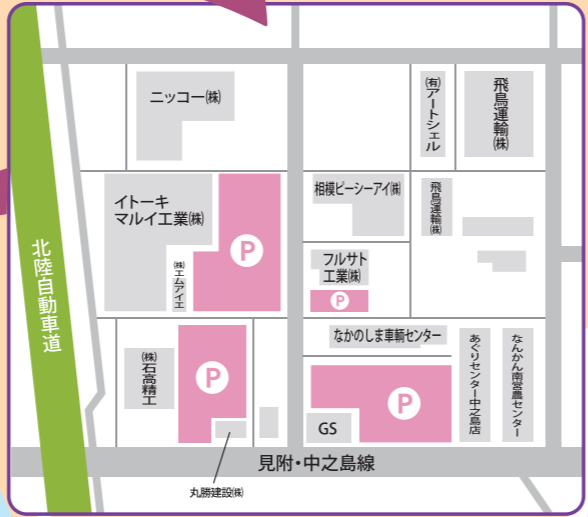 ニッコー㈱
㈲アートシェル
飛鳥運輸㈱
イトーキ
マルイ工業㈱
㈱エムアイエ
P
相模ピーシーアイ㈱
飛鳥運輸㈱
フルサト
工業㈱
P
北陸自動車道
㈱石高精工
P
なかのしま車輌センター
P
GS
あぐりセンター中之島店
なんかん南営農センター
見附・中之島線
丸勝建設㈱